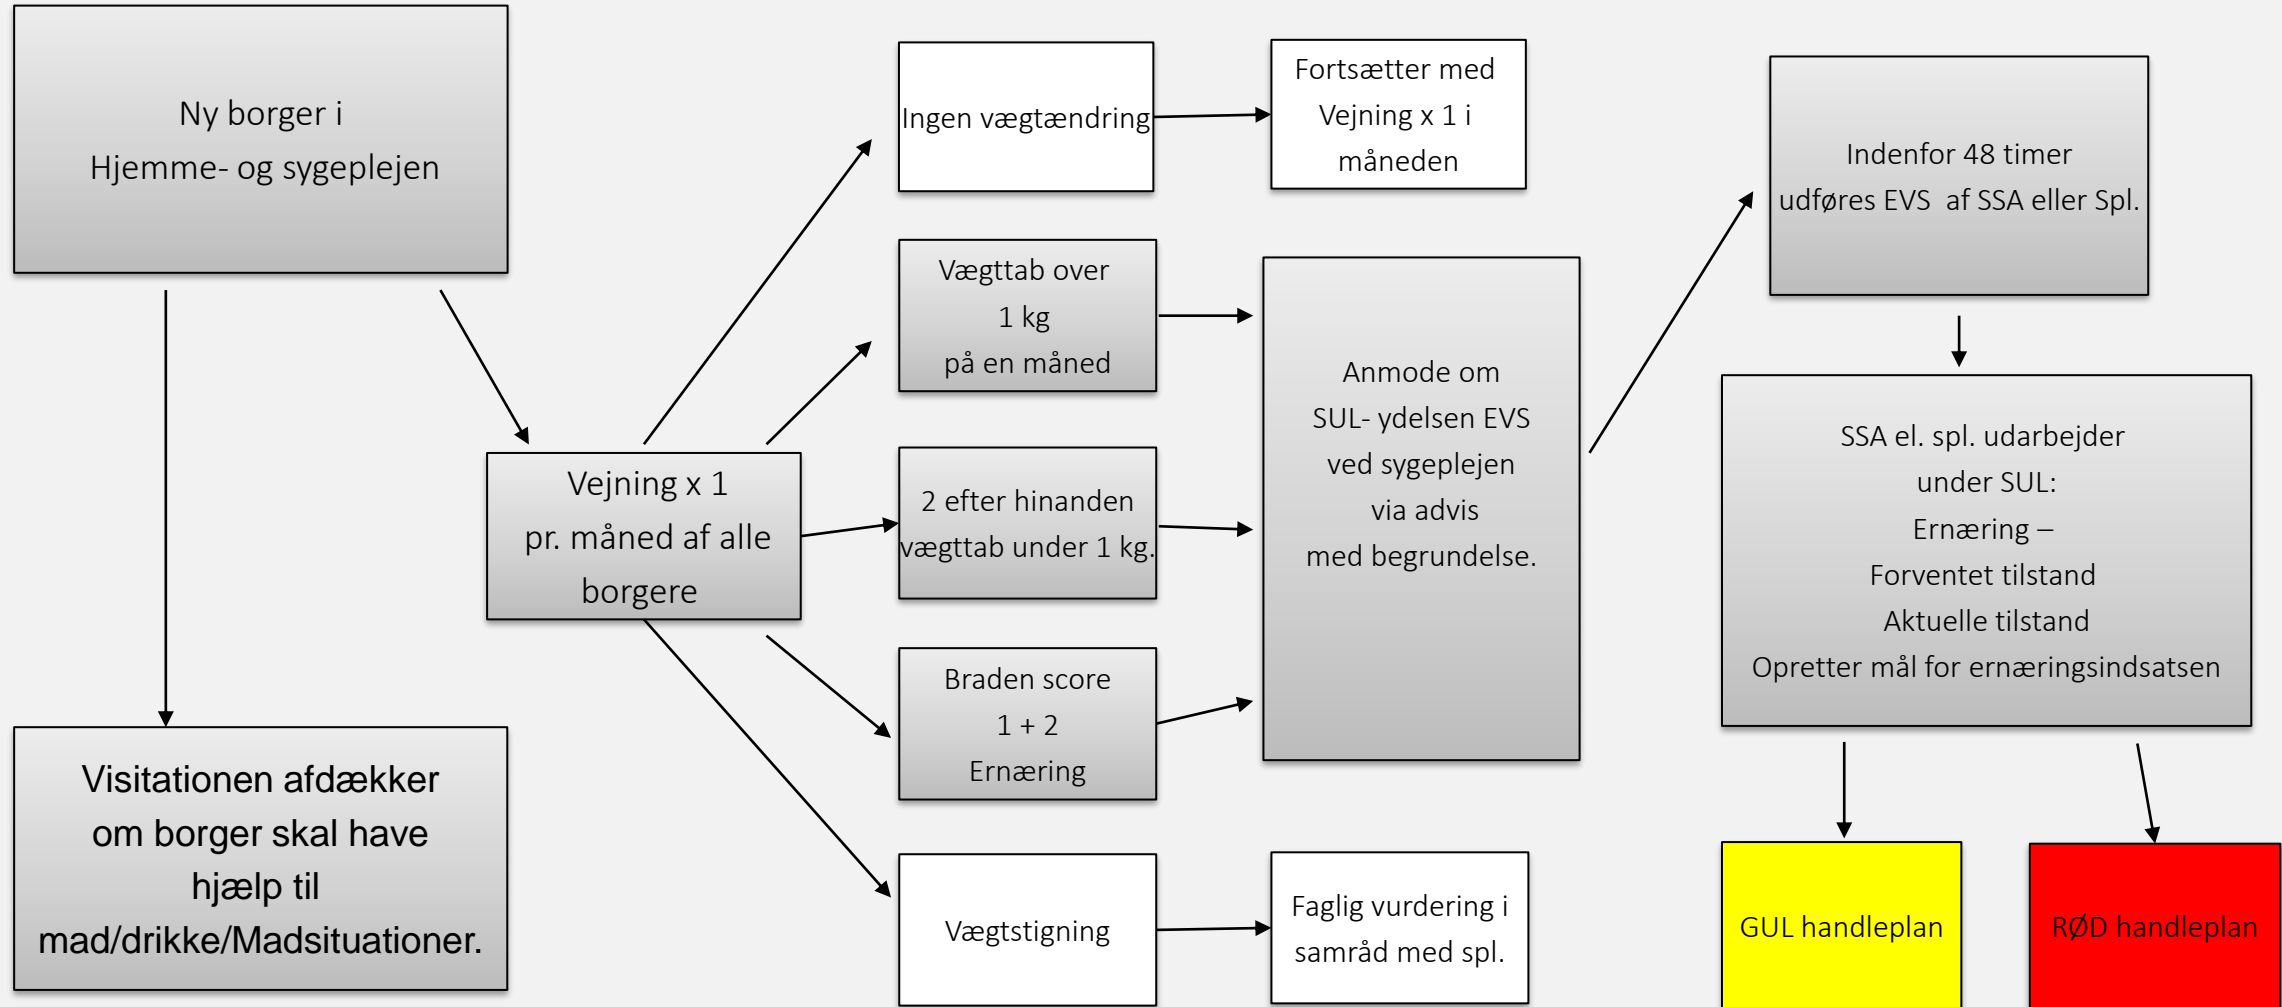 Ny borger i
Hjemme- og sygeplejen
Visitationen afdækker
om borger skal have
hjælp til
mad/drikke/Madsituationer.
Vejning x 1
pr. måned af alle
borgere
Ingen vægtændring
Fortsætter med
Vejning x 1 i
måneden
Vægttab over
1 kg
på en måned
2 efter hinanden
vægttab under 1 kg.
Braden score
1 + 2
Ernæring
Vægtstigning
Faglig vurdering i
samråd med spl.
Anmode om
SUL- ydelsen EVS
ved sygeplejen
via advis
med begrundelse.
Indenfor 48 timer
udføres EVS af SSA eller Spl.
SSA el. spl. udarbejder
under SUL:
Ernæring –
Forventet tilstand
Aktuelle tilstand
Opretter mål for ernæringsindsatsen
GUL handleplan
RØD handleplan